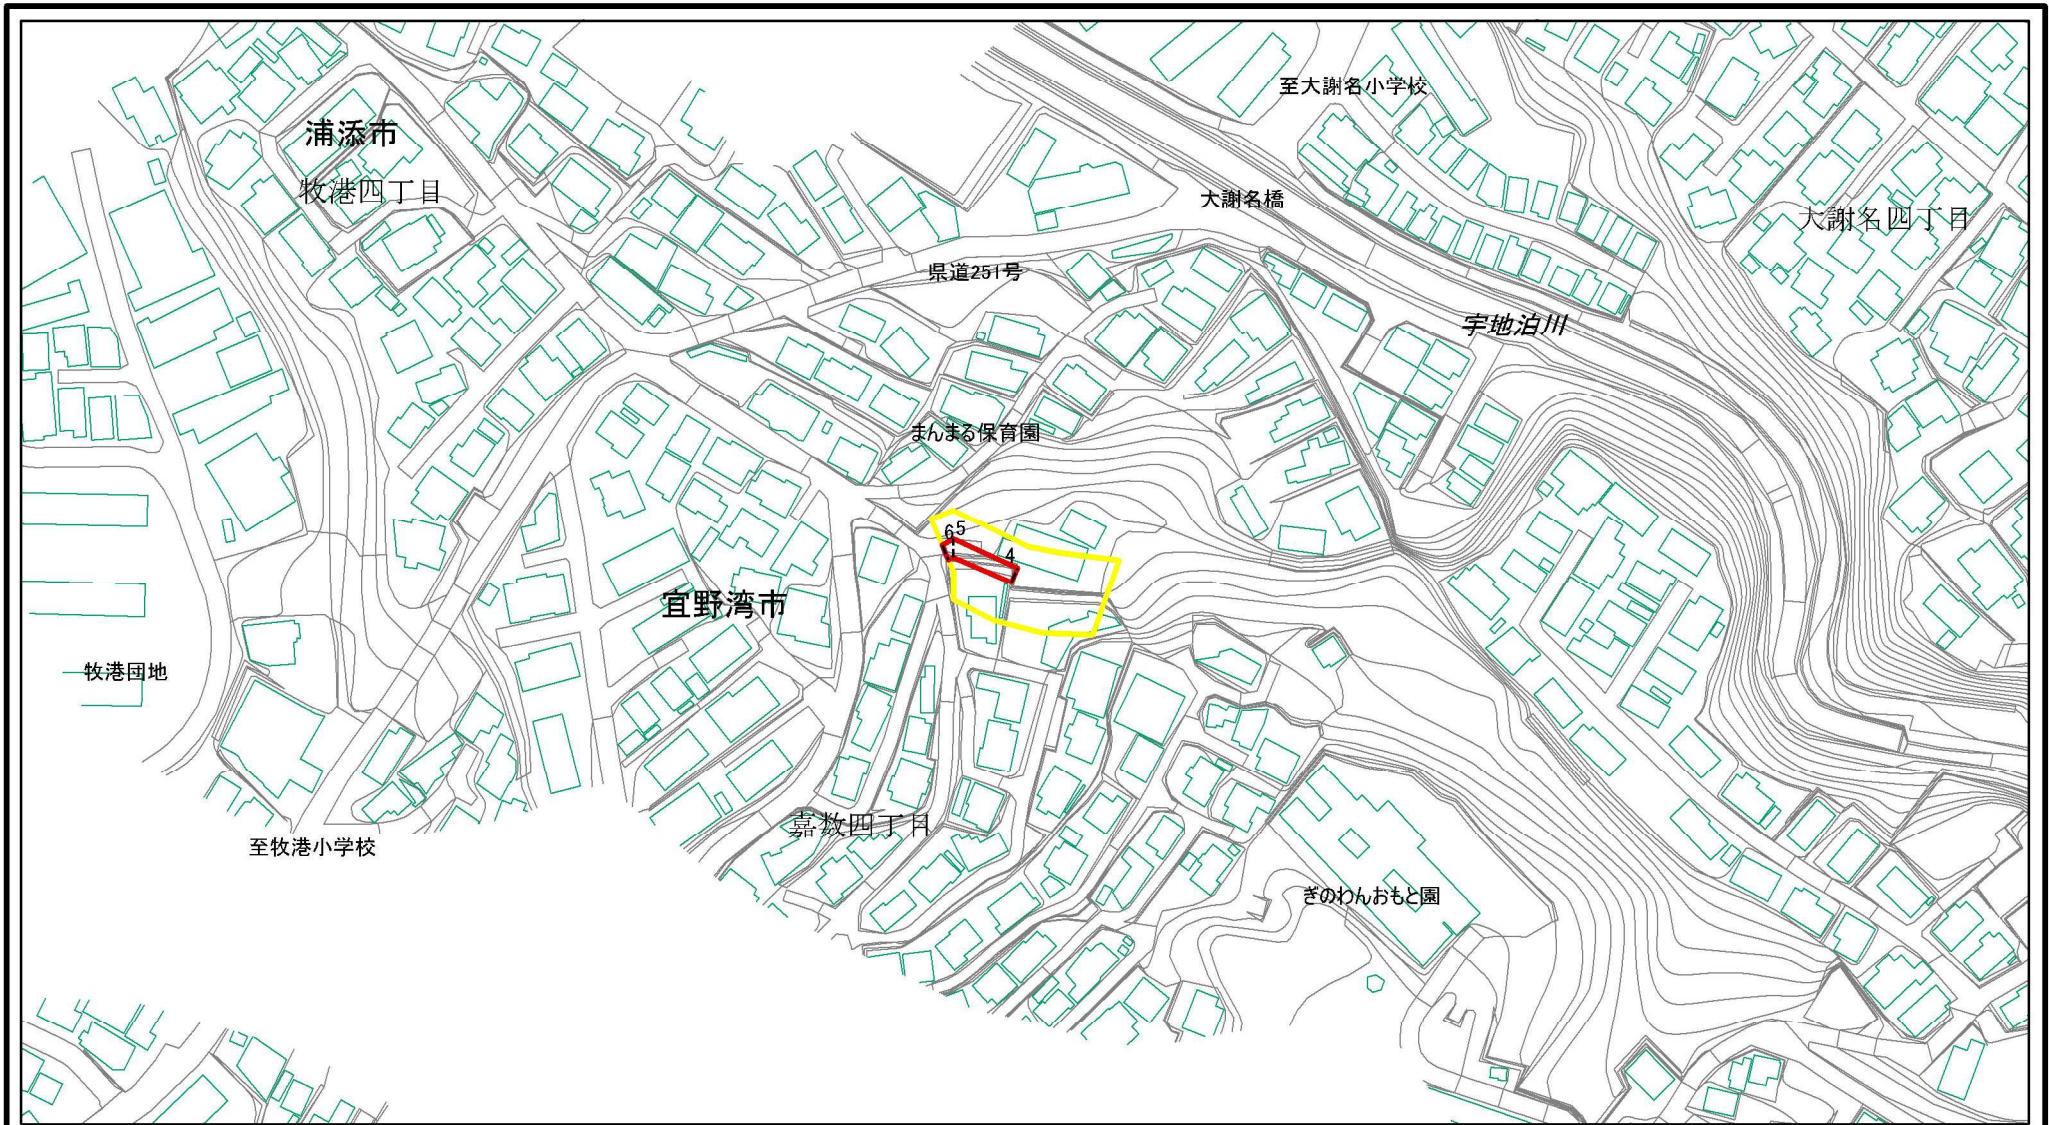 至大謝名小学校
浦添市
牧港四丁目
大謝名橋
大謝名四丁目
県道251号
宇地泊川
まんまる保育園
6 5
4
宜野湾市
牧港団地
嘉数四丁目
至牧港小学校
ぎのわんおもと園